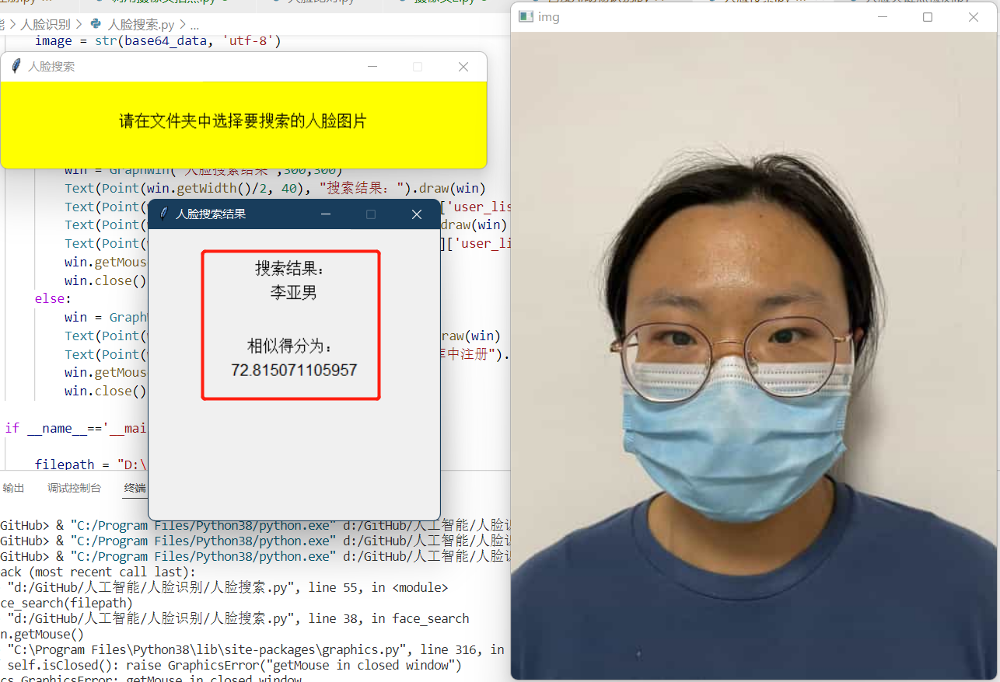 人脸识别 > 人脸搜索.py > ...
image = str(base64_data, 'utf-8')
人脸搜索
请在文件夹中选择要搜索的人脸图片
win = GraphWin("人脸搜索结果",300,300)
Text(Point(win.getWidth()/2, 40), "搜索结果：").draw(win)
Text(Point(
['user_lis
Text(Point(
draw(win)
Text(Point(
]['user_li
win.getMous
win.close()
else:
win = Graph
Text(Point(
raw(win)
Text(Point(
库中注册").
win.getMous
win.close()
if __name__=='__mai
filepath = "D:\
人脸搜索结果
搜索结果：
李亚男
相似得分为：
72.815071105957
输出 调试控制台 终端
GitHub> & "C:/Program Files/Python38/python.exe" d:/GitHub/人工智能/人脸识
GitHub> & "C:/Program Files/Python38/python.exe" d:/GitHub/人工智能/人脸识
GitHub> & "C:/Program Files/Python38/python.exe" d:/GitHub/人工智能/人脸识
ack (most recent call last):
"d:/GitHub/人工智能/人脸识别/人脸搜索.py", line 55, in <module>
ce_search(filepath)
"d:/GitHub/人工智能/人脸识别/人脸搜索.py", line 38, in face_search
n.getMouse()
"C:\Program Files\Python38\lib\site-packages\graphics.py", line 316, in
self.isClosed(): raise GraphicsError("getMouse in closed window")
cs.GraphicsError: getMouse in closed window
img